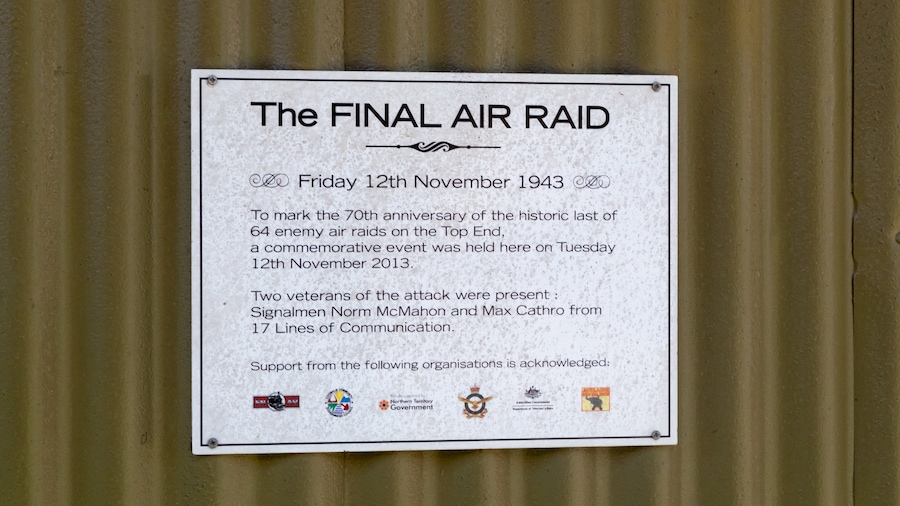 The FINAL AIR RAID
Friday 12th November 1943
To mark the 70th anniversary of the historic last of
64 enemy air raids on the Top End,
a commemorative event was held here on Tuesday
12th November 2013.
Two veterans of the attack were present :
Signalmen Norm McMahon and Max Cathro from
17 Lines of Communication.
Support from the following organisations is acknowledged:
Northern Territory
Government
Australian Government